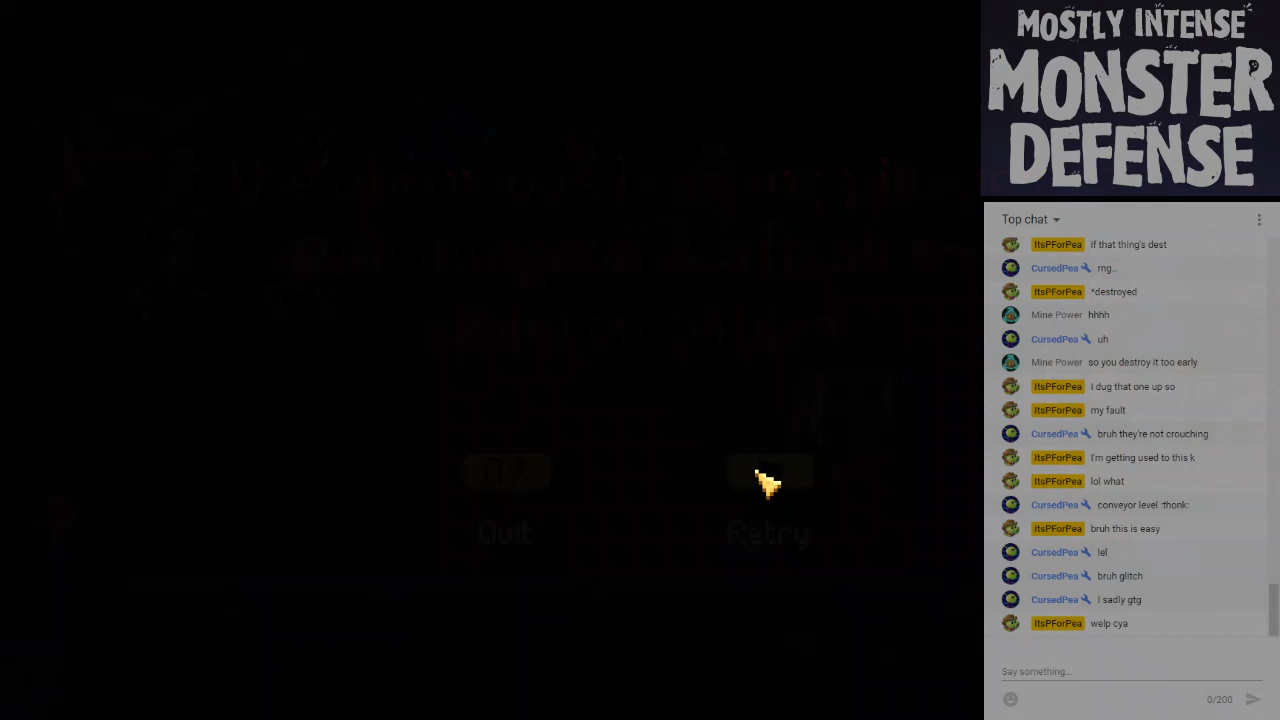 MOSTLY INTENSE
MONSTER
DEFENSE
Top chat
ItsPForPea if that thing's dest
CursedPea rng..
ItsPForPea *destroyed
Mine Power hhhh
CursedPea uh
Mine Power so you destroy it too early
ItsPForPea I dug that one up so
ItsPForPea my fault
CursedPea bruh they're not crouching
ItsPForPea I'm getting used to this k
ItsPForPea lol what
CursedPea conveyor level :thonk:
ItsPForPea bruh this is easy
CursedPea lel
CursedPea bruh glitch
CursedPea I sadly gtg
ItsPForPea welp cya
Say something...
0/200
Quit
Retry